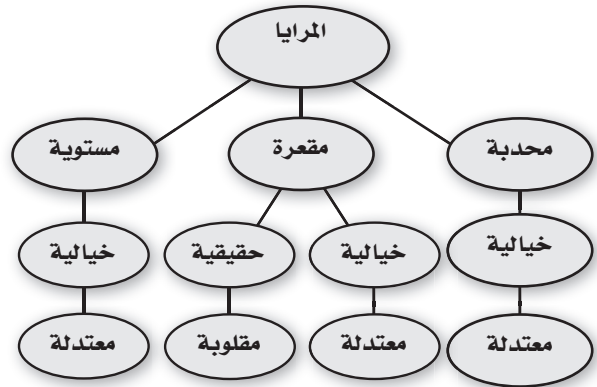 المرايا
محدبة
مقعرة
مستوية
خيالية
خيالية
حقيقية
خيالية
معتدلة
معتدلة
مقلوبة
معتدلة